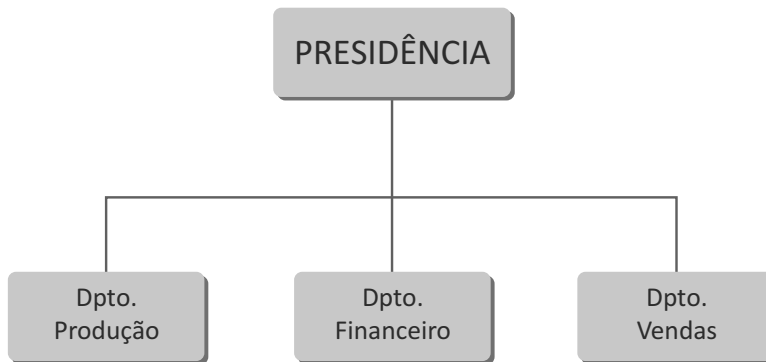 PRESIDÊNCIA
Dpto.
Produção
Dpto.
Financeiro
Dpto.
Vendas